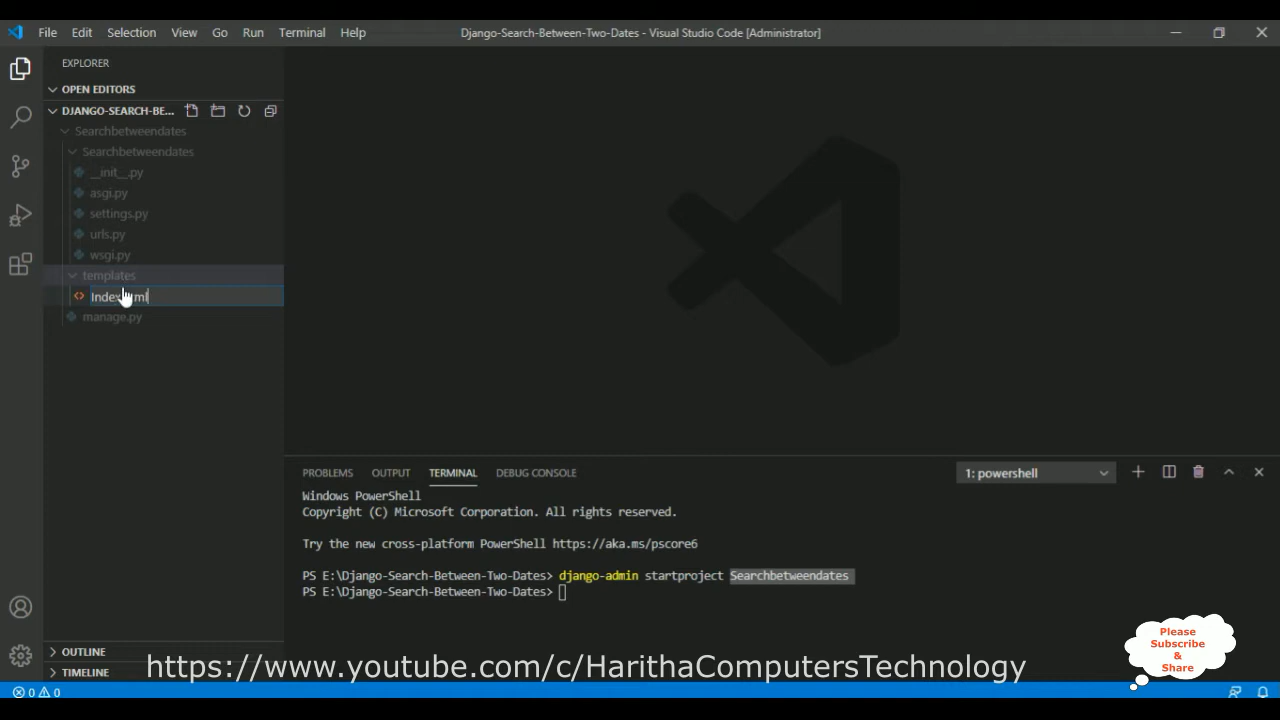 File Edit Selection View Go Run Terminal Help
Django-Search-Between-Two-Dates - Visual Studio Code [Administrator]
EXPLORER
OPEN EDITORS
DJANGO-SEARCH-BE...
Searchbetweendates
Searchbetweendates
__init__.py
asgi.py
settings.py
urls.py
wsgi.py
templates
manage.py
OUTLINE
TIMELINE
PROBLEMS OUTPUT TERMINAL DEBUG CONSOLE
1: powershell
Windows PowerShell
Copyright (C) Microsoft Corporation. All rights reserved.
Try the new cross-platform PowerShell https://aka.ms/pscore6
PS E:\Django-Search-Between-Two-Dates> django-admin startproject Searchbetweendates
PS E:\Django-Search-Between-Two-Dates>
Please
Subscribe
&
Share
https://www.youtube.com/c/HarithaComputersTechnology
0 0